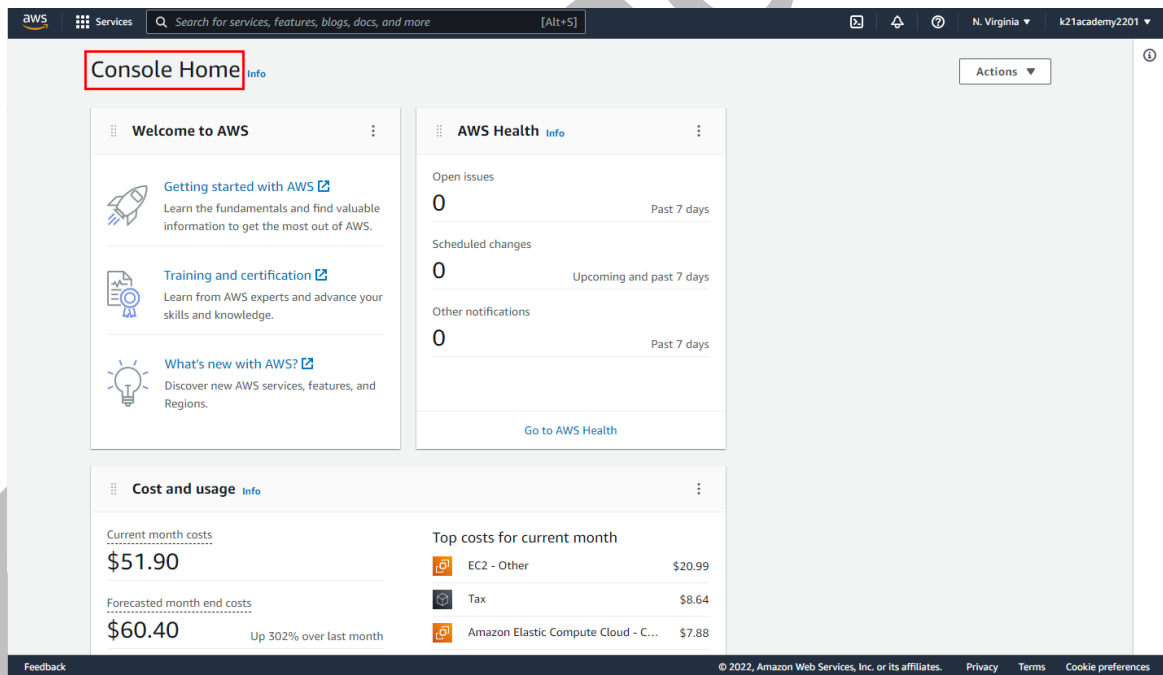 aws Services Search for services, features, blogs, docs, and more [Alt+S] N. Virginia k21academy2201
Console Home Info
Actions
Welcome to AWS
Getting started with AWS
Learn the fundamentals and find valuable
information to get the most out of AWS.
Training and certification
Learn from AWS experts and advance your
skills and knowledge.
What's new with AWS?
Discover new AWS services, features, and
Regions.
AWS Health Info
Open issues
0 Past 7 days
Scheduled changes
0 Upcoming and past 7 days
Other notifications
0 Past 7 days
Go to AWS Health
Cost and usage Info
Current month costs
$51.90
Forecasted month end costs
$60.40 Up 302% over last month
Top costs for current month
EC2 - Other $20.99
Tax $8.64
Amazon Elastic Compute Cloud - C... $7.88
Feedback © 2022, Amazon Web Services, Inc. or its affiliates. Privacy Terms Cookie preferences